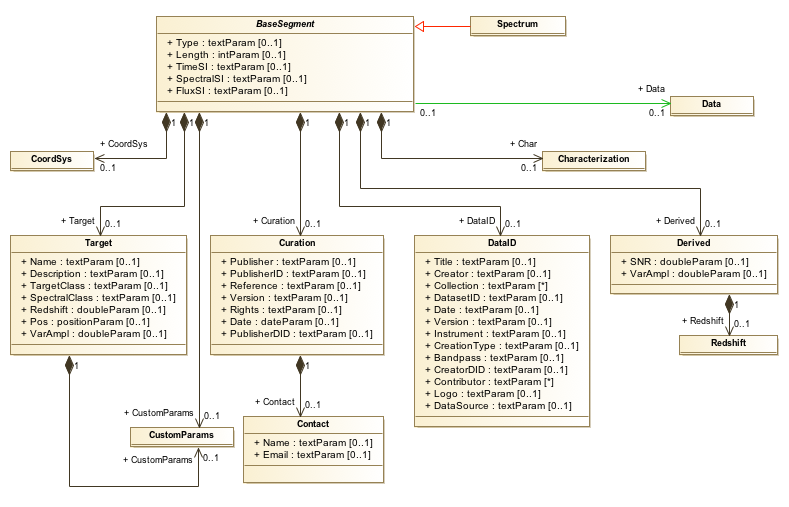 BaseSegment
+ Type : textParam [0..1]
+ Length : intParam [0..1]
+ TimeSI : textParam [0..1]
+ SpectralSI : textParam [0..1]
+ FluxSI : textParam [0..1]
Spectrum
+ Data
0..1
0..1
Data
1
1
1
1
1
1
1
+ CoordSys
0..1
CoordSys
+ Char
0..1
Characterization
+ Target
0..1
+ Curation
0..1
+ DataID
0..1
+ Derived
0..1
Target
+ Name : textParam [0..1]
+ Description : textParam [0..1]
+ TargetClass : textParam [0..1]
+ SpectralClass : textParam [0..1]
+ Redshift : doubleParam [0..1]
+ Pos : positionParam [0..1]
+ VarAmpl : doubleParam [0..1]
Curation
+ Publisher : textParam [0..1]
+ PublisherID : textParam [0..1]
+ Reference : textParam [0..1]
+ Version : textParam [0..1]
+ Rights : textParam [0..1]
+ Date : dateParam [0..1]
+ PublisherDID : textParam [0..1]
DataID
+ Title : textParam [0..1]
+ Creator : textParam [0..1]
+ Collection : textParam [*]
+ DatasetID : textParam [0..1]
+ Date : textParam [0..1]
+ Version : textParam [0..1]
+ Instrument : textParam [0..1]
+ CreationType : textParam [0..1]
+ Bandpass : textParam [0..1]
+ CreatorDID : textParam [0..1]
+ Contributor : textParam [*]
+ Logo : textParam [0..1]
+ DataSource : textParam [0..1]
Derived
+ SNR : doubleParam [0..1]
+ VarAmpl : doubleParam [0..1]
1
+ Redshift
0..1
Redshift
1
1
+ Contact
0..1
+ CustomParams
0..1
CustomParams
+ CustomParams
0..1
Contact
+ Name : textParam [0..1]
+ Email : textParam [0..1]